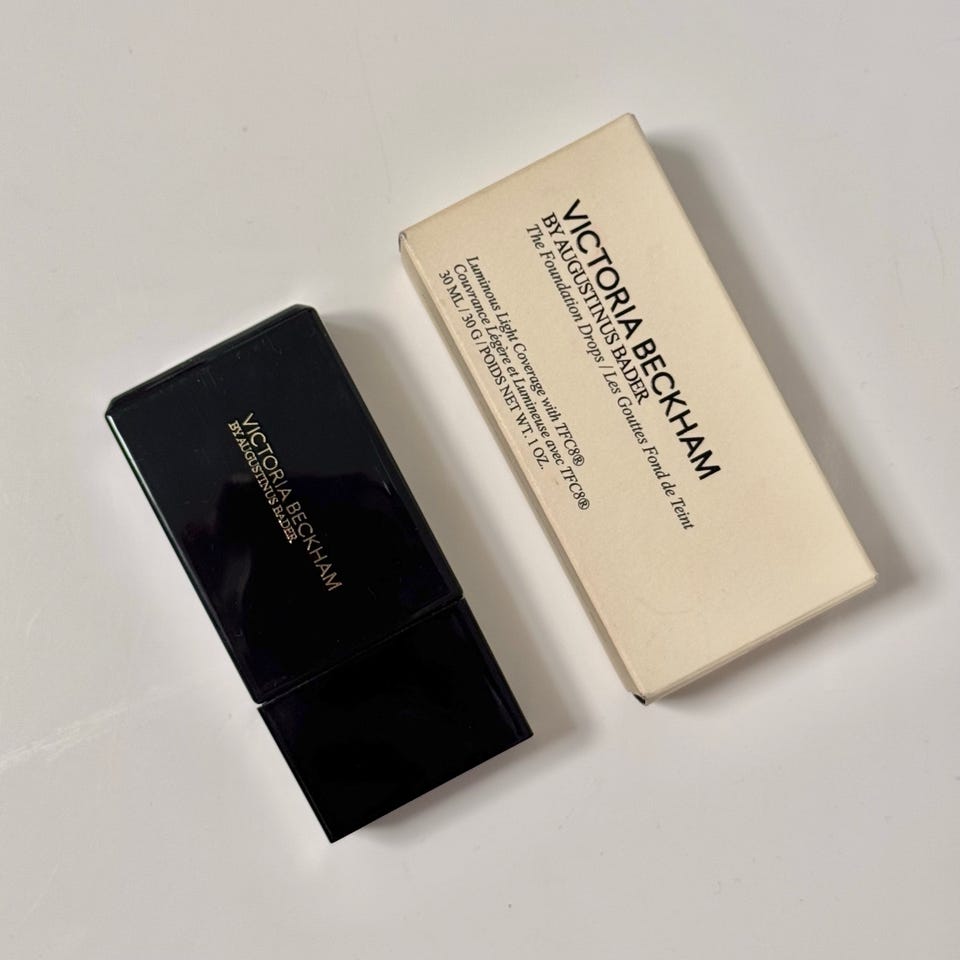 VICTORIA BECKHAM
BY AUGUSTINUS BADER
The Foundation Drops / Les Gouttes Fond de Teint
Luminous Light Coverage with TFC8®
Couvrance Légère et Lumineuse avec TFC8®
30 ML / 30 G / POIDS NET WT. 1 OZ.
VICTORIA BECKHAM
BY AUGUSTINUS BADER